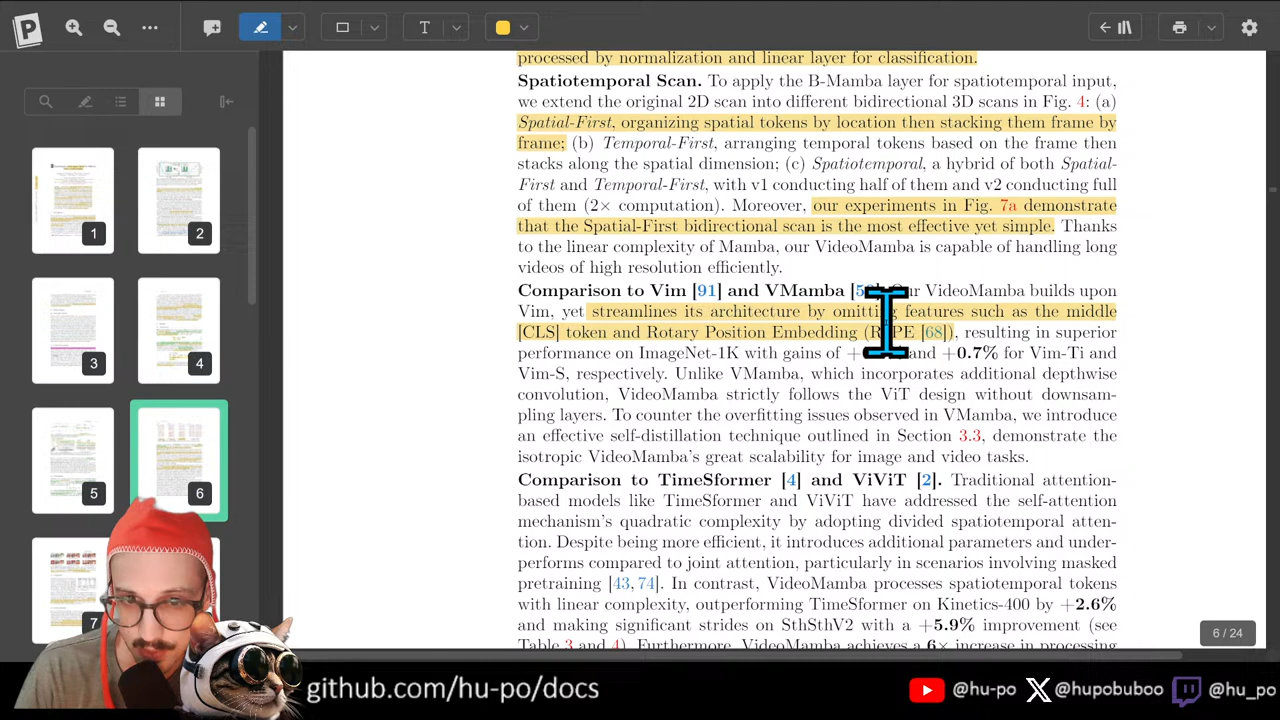 T
processed by normalization and linear layer for classification.
Spatiotemporal Scan. To apply the B-Mamba layer for spatiotemporal input,
we extend the original 2D scan into different bidirectional 3D scans in Fig. 4: (a)
Spatial-First, organizing spatial tokens by location then stacking them frame by
frame; (b) Temporal-First, arranging temporal tokens based on the frame then
stacks along the spatial dimension; c) Spatiotemporal, a hybrid of both Spatial-
First and Temporal-First, with v1 conducting half of them and v2 conducting full
of them (2× computation). Moreover, our experiments in Fig. 7a demonstrate
that the Spatial-First bidirectional scan is the most effective yet simple. Thanks
to the linear complexity of Mamba, our VideoMamba is capable of handling long
videos of high resolution efficiently.
Comparison to Vim [91] and VMamba Our VideoMamba builds upon
Vim, yet streamlines its architecture by omitting features such as the middle
[CLS] token and Rotary Position Embedding (RoPE [68]), resulting in superior
performance on ImageNet-1K with gains of and +0.7% for Vim-Ti and
Vim-S, respectively. Unlike VMamba, which incorporates additional depthwise
convolution, VideoMamba strictly follows the ViT design without downsam-
pling layers. To counter the overfitting issues observed in VMamba, we introduce
an effective self-distillation technique outlined in Section 3.3, demonstrate the
isotropic VideoMamba's great scalability for image and video tasks.
Comparison to TimeSformer [4] and ViViT [2]. Traditional attention-
based models like TimeSformer and ViViT have addressed the self-attention
mechanism's quadratic complexity by adopting divided spatiotemporal atten-
tion. Despite being more efficient, it introduces additional parameters and under-
performs compared to joint attention, particularly in scenarios involving masked
pretraining [43, 74]. In contrast, VideoMamba processes spatiotemporal tokens
with linear complexity, outperforming TimeSformer on Kinetics-400 by +2.6%
and making significant strides on SthSthV2 with a +5.9% improvement (see
Table 3 and 4). Furthermore, VideoMamba achieves a 6× increase in processing
1
2
3
4
5
6
7
6 / 24
github.com/hu-po/docs
@hu-po
@hupobuboo
@hu_po